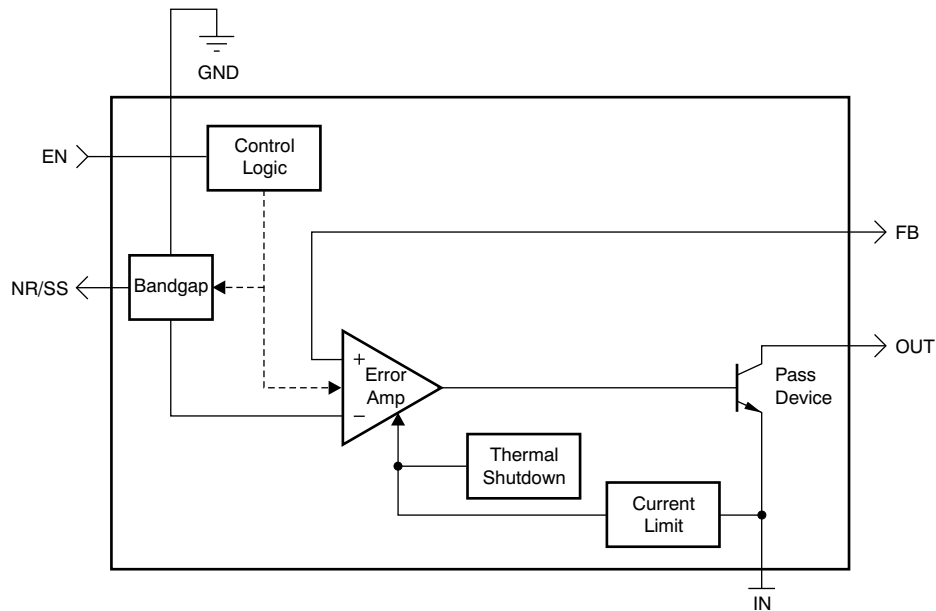 GND
EN
Control
Logic
FB
NR/SS
Bandgap
OUT
+
Error
Amp
−
Pass
Device
Thermal
Shutdown
Current
Limit
IN